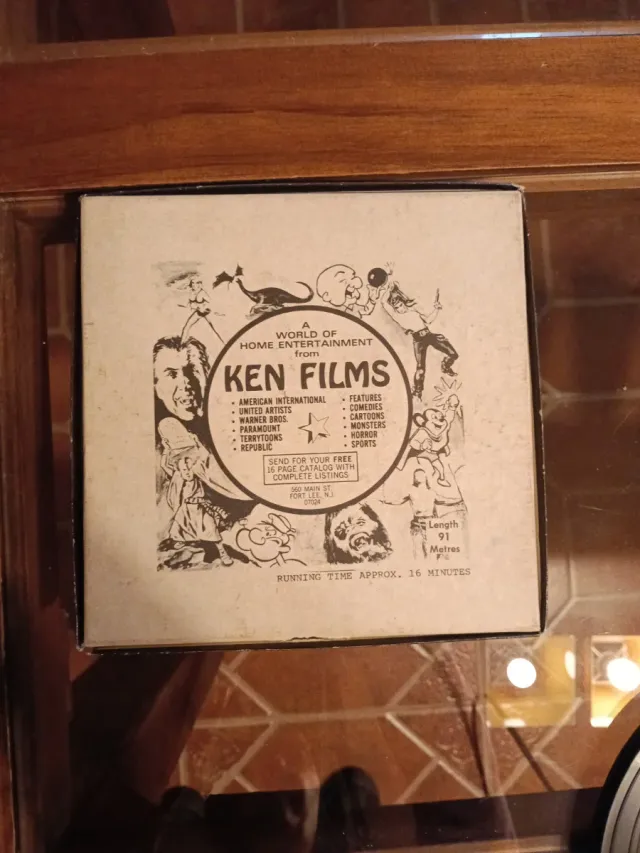 A
WORLD OF
HOME ENTERTAINMENT
from
KEN FILMS
• AMERICAN INTERNATIONAL
• UNITED ARTISTS
• WARNER BROS.
• PARAMOUNT
• TERRYTOONS
• REPUBLIC
• FEATURES
• COMEDIES
• CARTOONS
• MONSTERS
• HORROR
• SPORTS
SEND FOR YOUR FREE
16 PAGE CATALOG WITH
COMPLETE LISTINGS
560 MAIN ST.
FORT LEE, N.J.
07024
Length
91
Metres
RUNNING TIME APPROX. 16 MINUTES